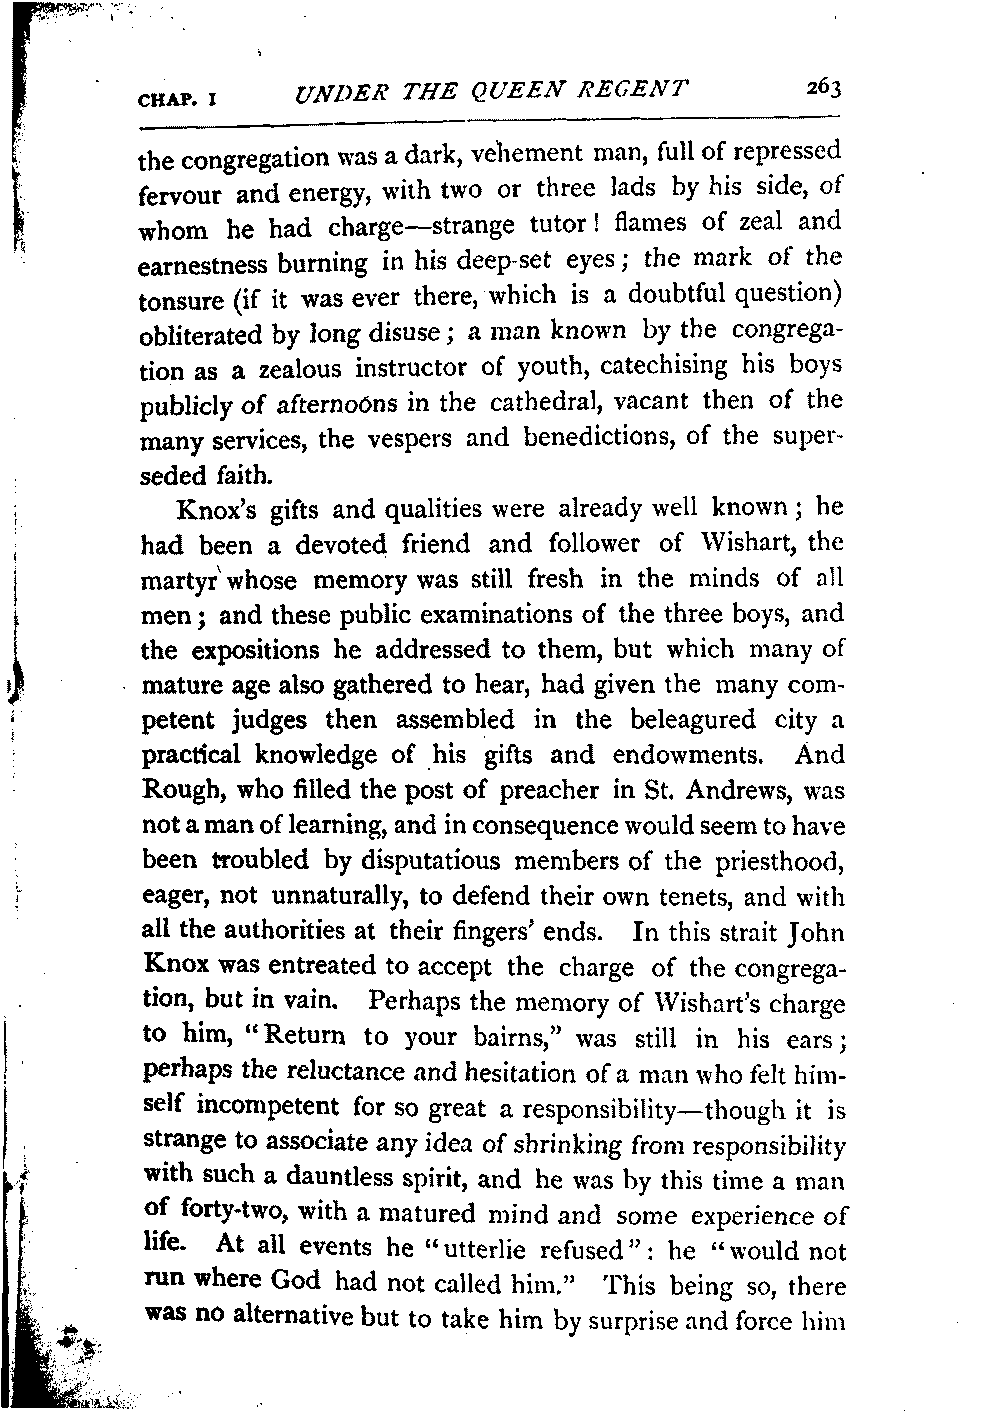 CHAP. I UNDER THE QUEEN REGENT 263
the congregation was a dark, vehement man, full of repressed
fervour and energy, with two or three lads by his side, of
whom he had charge—strange tutor! flames of zeal and
earnestness burning in his deep-set eyes; the mark of the
tonsure (if it was ever there, which is a doubtful question)
obliterated by long disuse; a man known by the congrega-
tion as a zealous instructor of youth, catechising his boys
publicly of afternoons in the cathedral, vacant then of the
many services, the vespers and benedictions, of the super-
seded faith.
Knox's gifts and qualities were already well known; he
had been a devoted friend and follower of Wishart, the
martyr whose memory was still fresh in the minds of all
men; and these public examinations of the three boys, and
the expositions he addressed to them, but which many of
mature age also gathered to hear, had given the many com-
petent judges then assembled in the beleagured city a
practical knowledge of his gifts and endowments. And
Rough, who filled the post of preacher in St. Andrews, was
not a man of learning, and in consequence would seem to have
been troubled by disputatious members of the priesthood,
eager, not unnaturally, to defend their own tenets, and with
all the authorities at their fingers' ends. In this strait John
Knox was entreated to accept the charge of the congrega-
tion, but in vain. Perhaps the memory of Wishart's charge
to him, "Return to your bairns," was still in his ears;
perhaps the reluctance and hesitation of a man who felt him-
self incompetent for so great a responsibility—though it is
strange to associate any idea of shrinking from responsibility
with such a dauntless spirit, and he was by this time a man
of forty-two, with a matured mind and some experience of
life. At all events he "utterlie refused": he "would not
run where God had not called him." This being so, there
was no alternative but to take him by surprise and force him